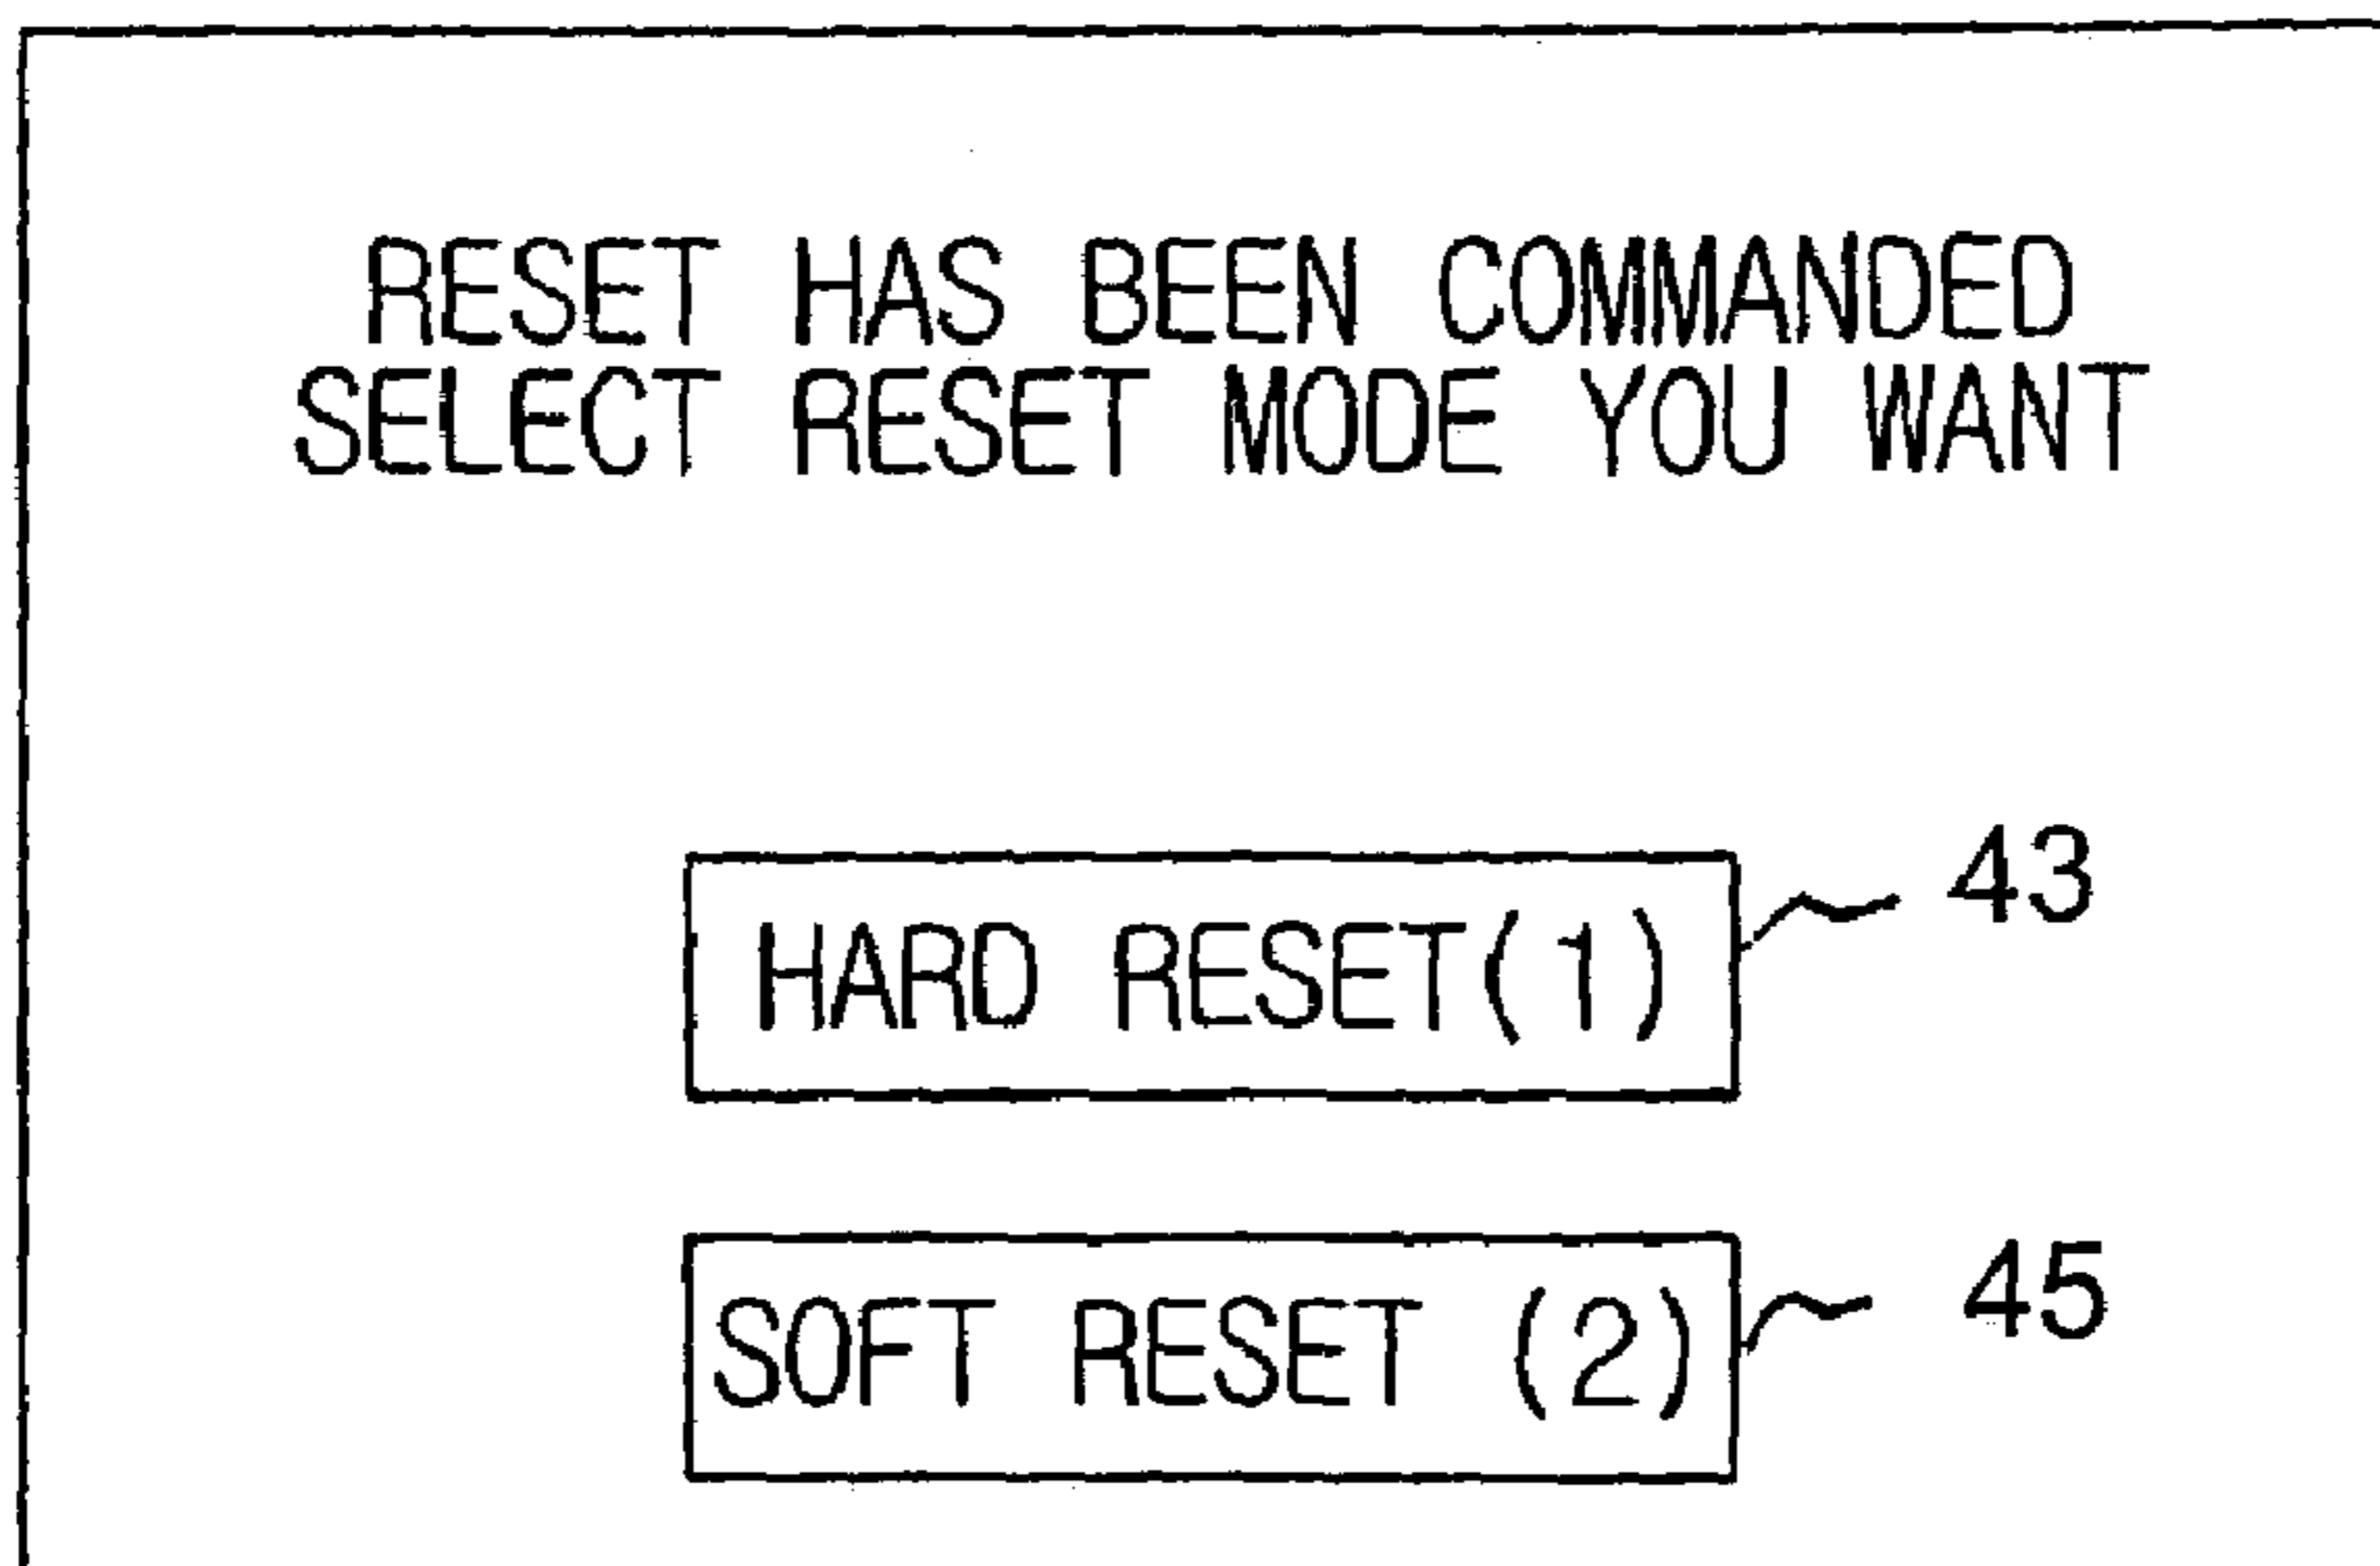 RESET HAS BEEN COMMANDED
SELECT RESET MODE YOU WANT
HARD RESET(1)
43
SOFT RESET (2)
45